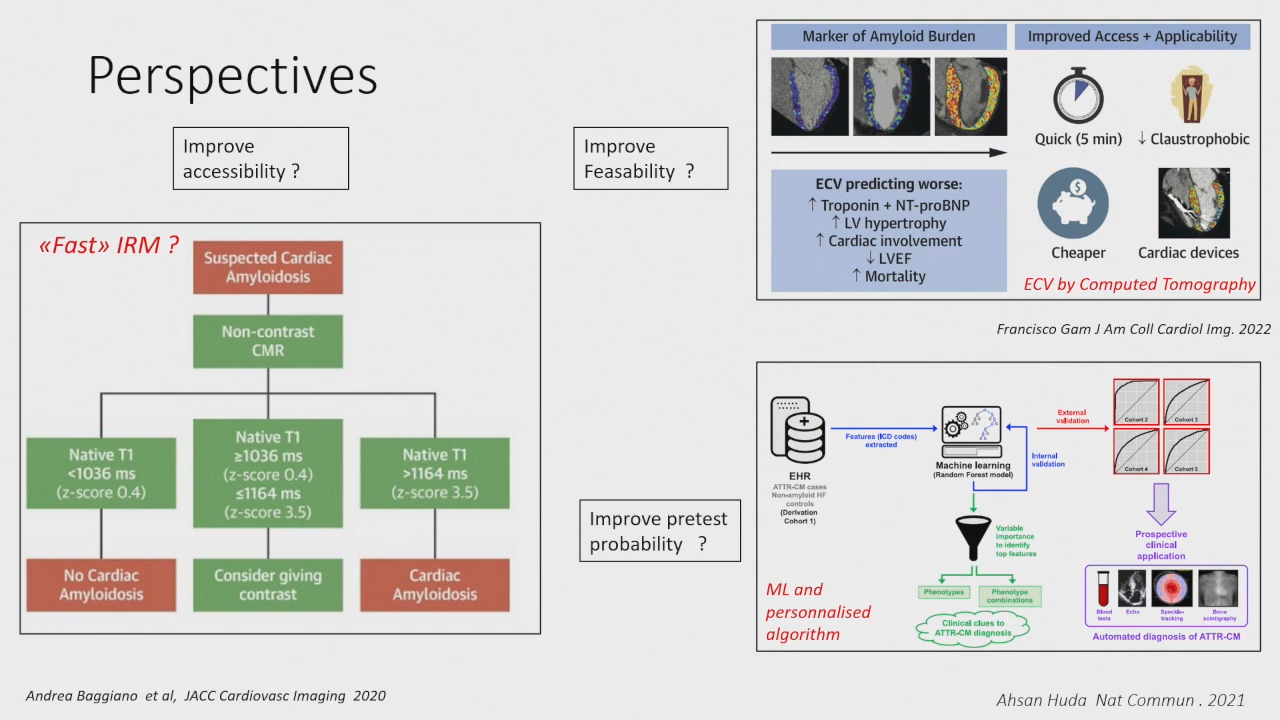 Perspectives
Improve
accessibility ?
Improve
Feasability ?
«Fast» IRM ?
Suspected Cardiac
Amyloidosis
Non-contrast
CMR
Native T1
<1036 ms
(z-score 0.4)
Native T1
≥1036 ms
(z-score 0.4)
≤1164 ms
(z-score 3.5)
Native T1
>1164 ms
(z-score 3.5)
No Cardiac
Amyloidosis
Consider giving
contrast
Cardiac
Amyloidosis
Andrea Baggiano et al, JACC Cardiovasc Imaging 2020
Marker of Amyloid Burden
Improved Access + Applicability
Quick (5 min)
↓ Claustrophobic
ECV predicting worse:
↑ Troponin + NT-proBNP
↑ LV hypertrophy
↑ Cardiac involvement
↓ LVEF
↑ Mortality
$
Cheaper
Cardiac devices
ECV by Computed Tomography
Francisco Gam J Am Coll Cardiol Img. 2022
Improve pretest
probability ?
EHR
ATTR-CM cases
Non-amyloid HF
controls
(Derivation
Cohort 1)
Features (ICD codes)
extracted
Machine learning
(Random Forest model)
Internal
validation
External
validation
Cohort 2
Cohort 3
Cohort 4
Cohort 5
Variable
importance
to identify
top features
Phenotypes
Phenotype
combinations
Clinical clues to
ATTR-CM diagnosis
Prospective
clinical
application
Blood
tests
Echo
Speckle-
tracking
Bone
scintigraphy
Automated diagnosis of ATTR-CM
ML and
personnalised
algorithm
Ahsan Huda Nat Commun . 2021